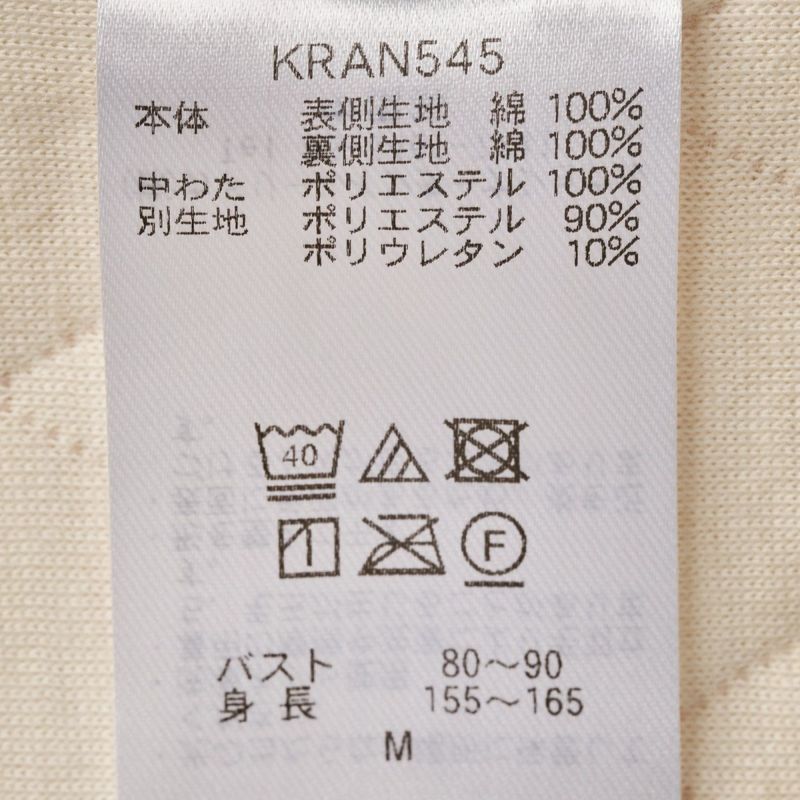 KRAN545
本体 表側生地 綿 100%
裏側生地 綿 100%
中わた ポリエステル 100%
別生地 ポリエステル 90%
ポリウレタン 10%
40
F
バスト 80～90
身長 155～165
M